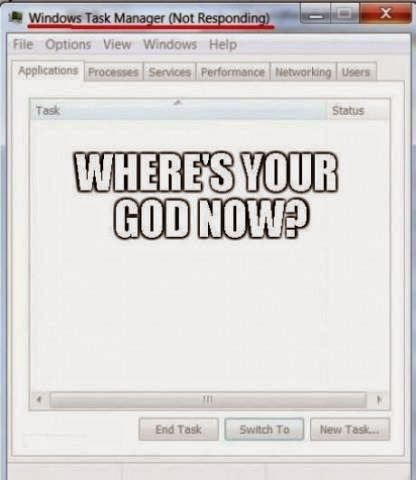 Windows Task Manager (Not Responding)
File Options View Windows Help
Applications Processes Services Performance Networking Users
Task Status
WHERE'S YOUR
GOD NOW?
End Task Switch To New Task...